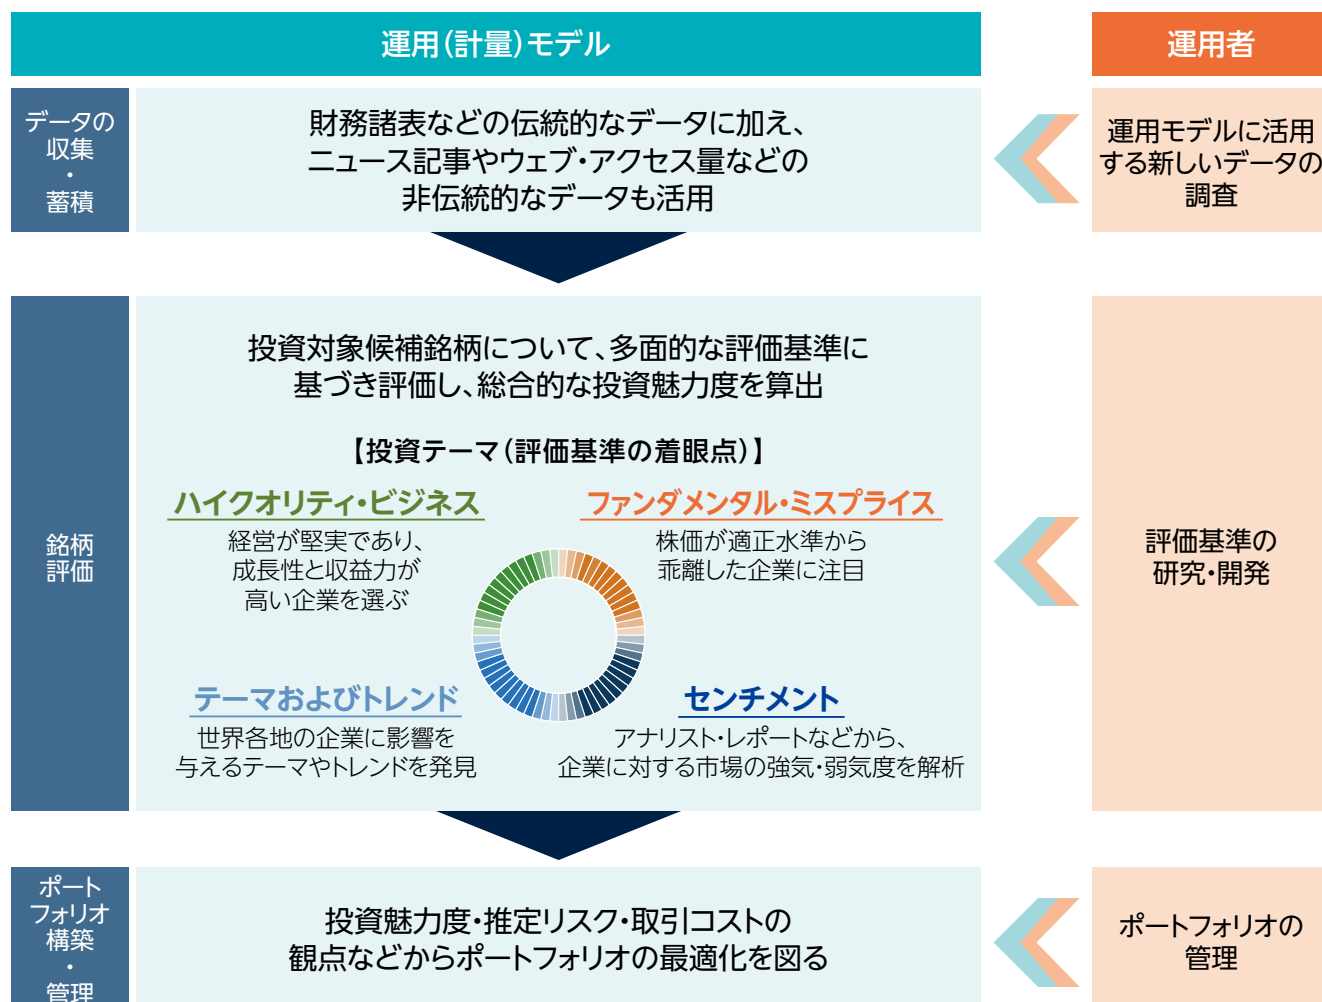 運用(計量)モデル
運用者
データの
収集
・
蓄積
財務諸表などの伝統的なデータに加え、
ニュース記事やウェブ・アクセス量などの
非伝統的なデータも活用
運用モデルに活用
する新しいデータの
調査
銘柄
評価
投資対象候補銘柄について、多面的な評価基準に
基づき評価し、総合的な投資魅力度を算出
【投資テーマ(評価基準の着眼点)】
ハイクオリティ・ビジネス
経営が堅実であり、
成長性と収益力が
高い企業を選ぶ
ファンダメンタル・ミスプライス
株価が適正水準から
乖離した企業に注目
テーマおよびトレンド
世界各地の企業に影響を
与えるテーマやトレンドを発見
センチメント
アナリスト・レポートなどから、
企業に対する市場の強気・弱気度を解析
評価基準の
研究・開発
ポート
フォリオ
構築
・
管理
投資魅力度・推定リスク・取引コストの
観点などからポートフォリオの最適化を図る
ポートフォリオの
管理